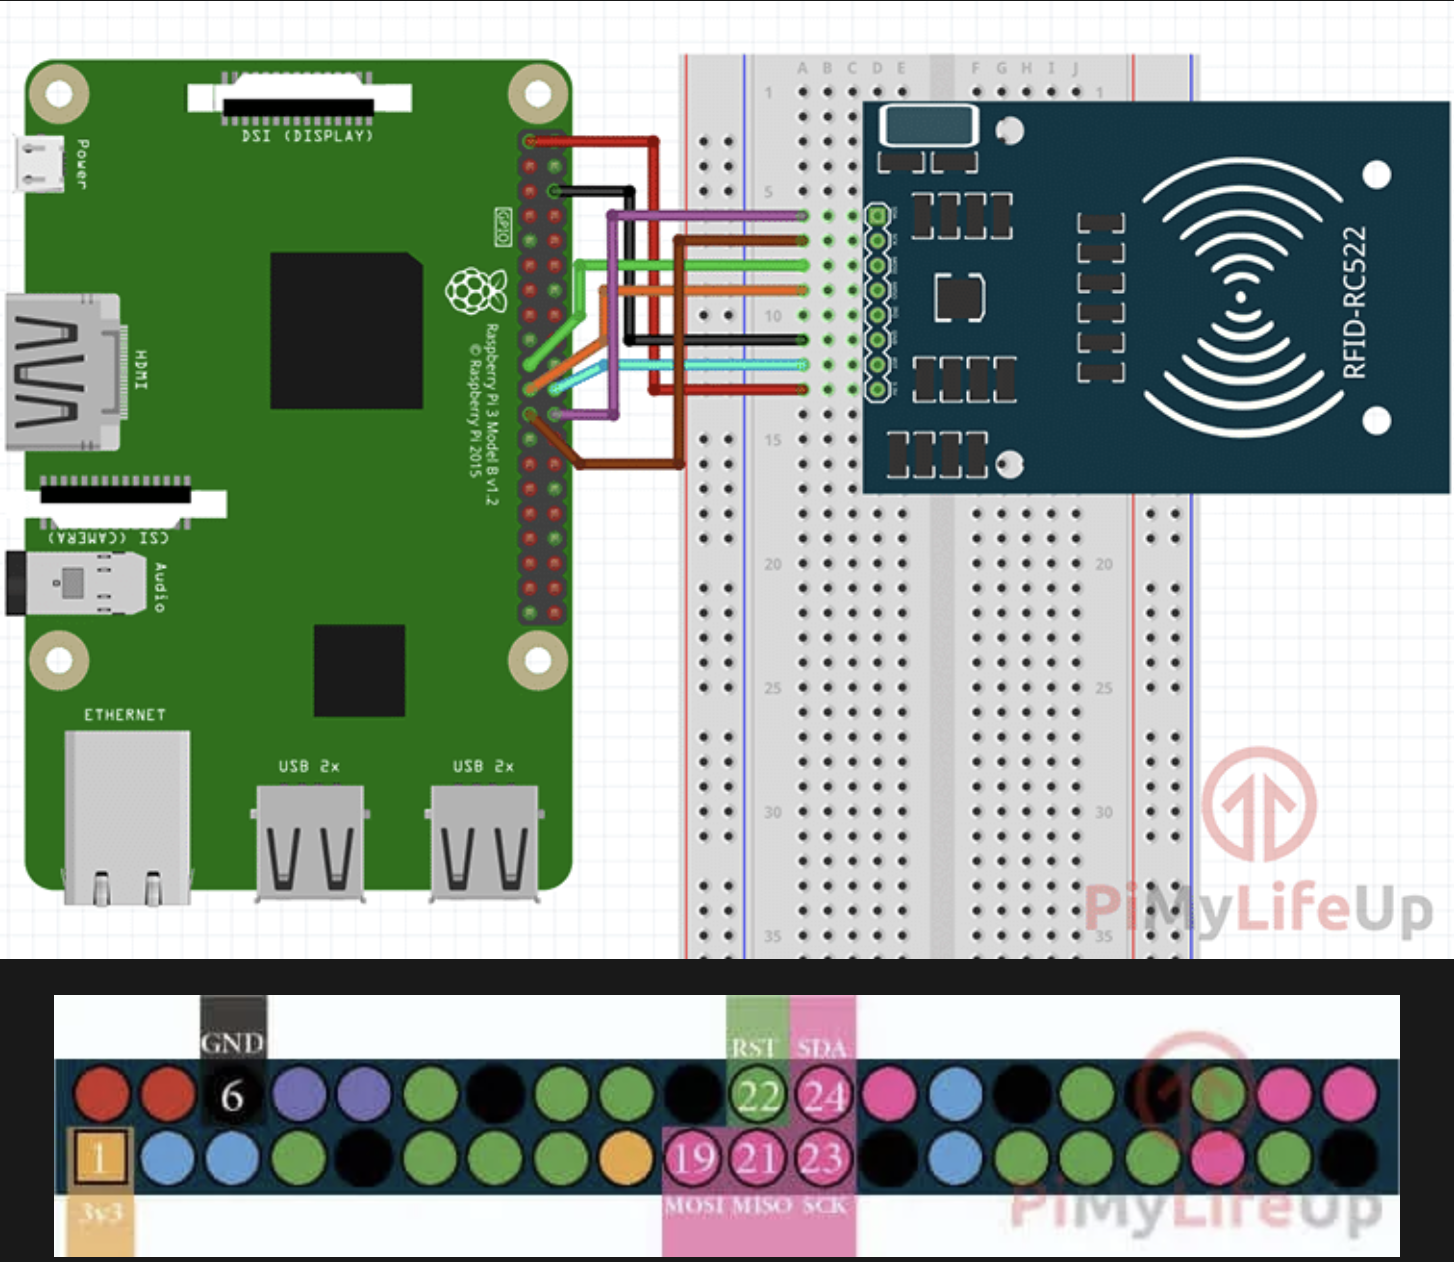 DSI (DISPLAY)
Power
GPIO
HDMI
Raspberry Pi 3 Model B v1.2
© Raspberry Pi 2015
CSI (CAMERA)
Audio
ETHERNET
USB 2x
USB 2x
A B C D E
F G H I J
1
1
5
10
15
20
20
25
25
30
30
35
35
RFID-RC522
PiMyLifeUp
GND
RST
SDA
6
22
24
1
19
21
23
3v3
MOSI
MISO
SCK
PiMyLifeUp